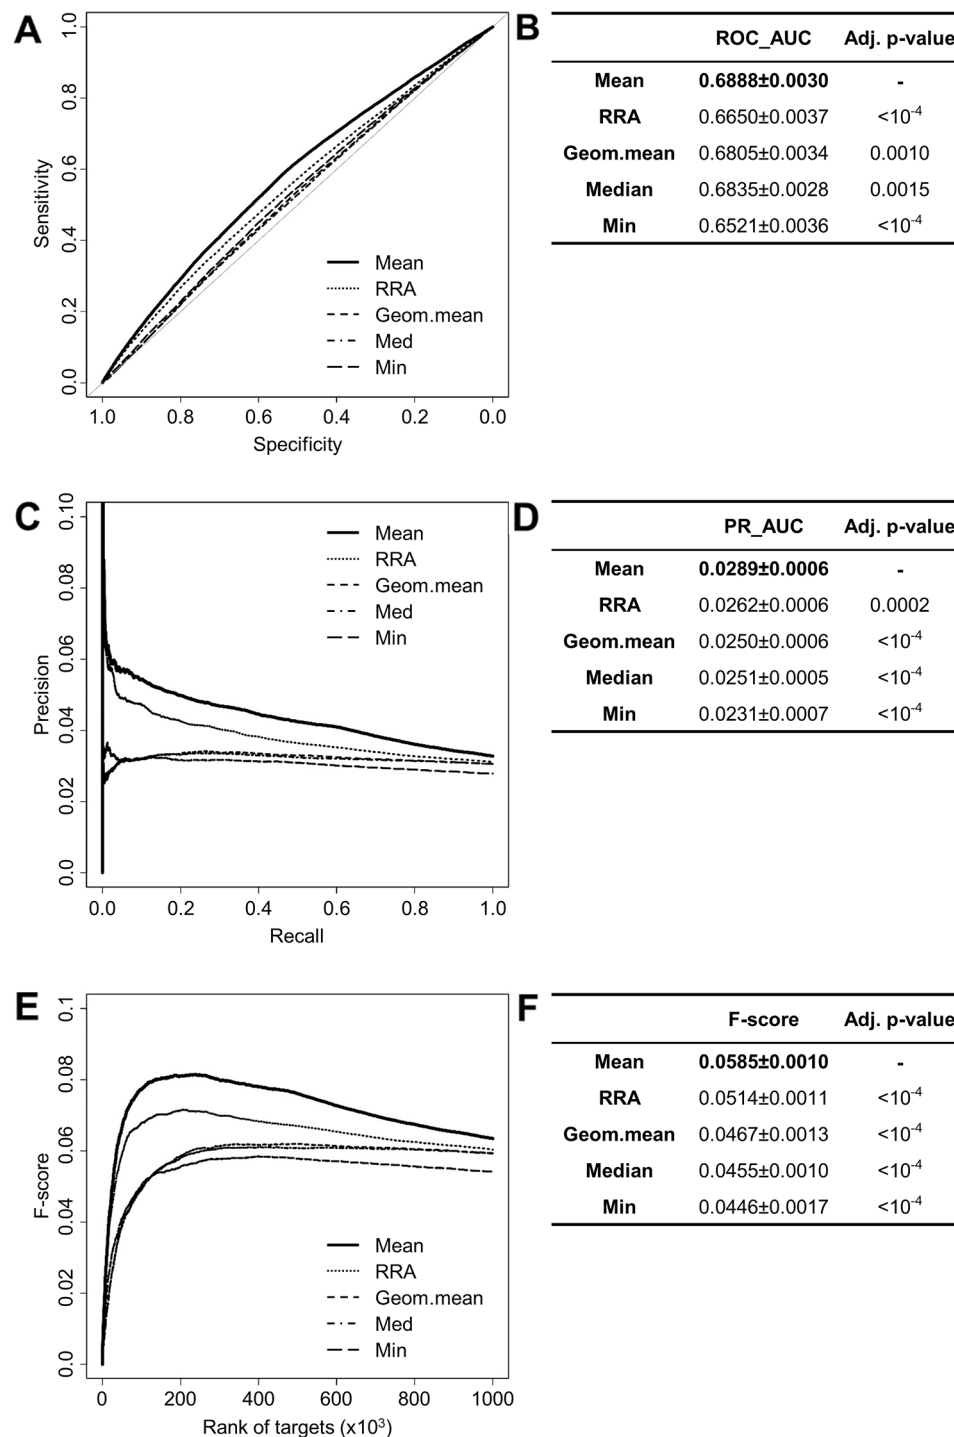 A
1.0
0.8
0.6
0.4
0.2
0.0
Sensitivity
Mean
RRA
Geom.mean
Med
Min
1.0 0.8 0.6 0.4 0.2 0.0
Specificity
B
ROC_AUC Adj. p-value
Mean 0.6888±0.0030 -
RRA 0.6650±0.0037 <10⁻⁴
Geom.mean 0.6805±0.0034 0.0010
Median 0.6835±0.0028 0.0015
Min 0.6521±0.0036 <10⁻⁴
C
0.10
0.08
0.06
0.04
0.02
0.0
Precision
Mean
RRA
Geom.mean
Med
Min
0.0 0.2 0.4 0.6 0.8 1.0
Recall
D
PR_AUC Adj. p-value
Mean 0.0289±0.0006 -
RRA 0.0262±0.0006 0.0002
Geom.mean 0.0250±0.0006 <10⁻⁴
Median 0.0251±0.0005 <10⁻⁴
Min 0.0231±0.0007 <10⁻⁴
E
0.1
0.08
0.06
0.04
0.02
0.0
F-score
Mean
RRA
Geom.mean
Med
Min
0 200 400 600 800 1000
Rank of targets (x10³)
F
F-score Adj. p-value
Mean 0.0585±0.0010 -
RRA 0.0514±0.0011 <10⁻⁴
Geom.mean 0.0467±0.0013 <10⁻⁴
Median 0.0455±0.0010 <10⁻⁴
Min 0.0446±0.0017 <10⁻⁴